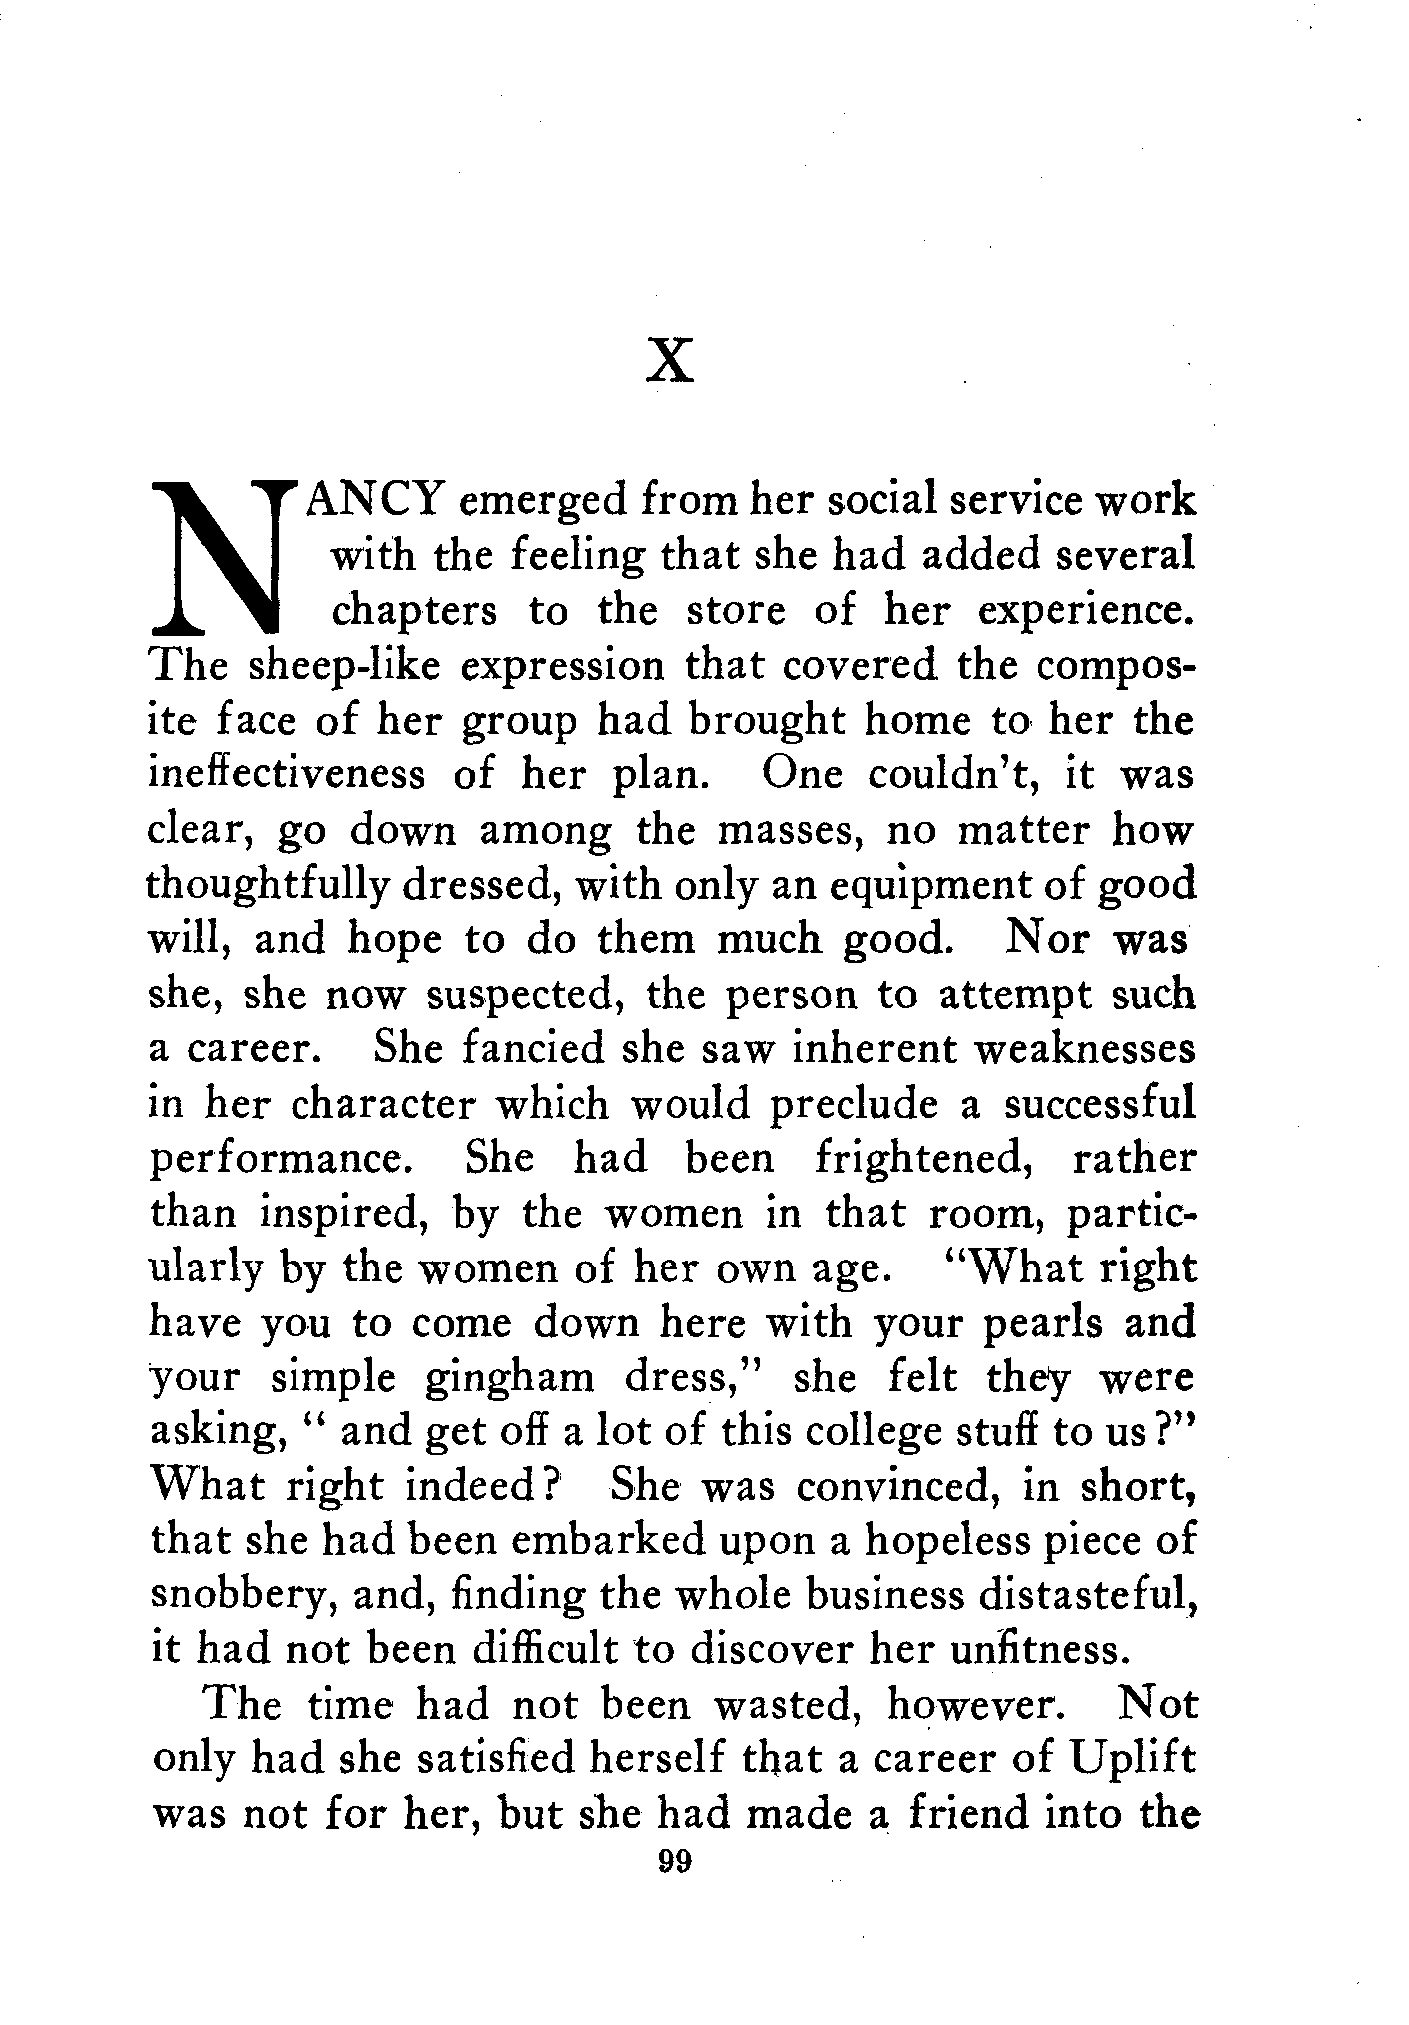 X
NANCY emerged from her social service work
with the feeling that she had added several
chapters to the store of her experience.
The sheep-like expression that covered the compos-
ite face of her group had brought home to her the
ineffectiveness of her plan. One couldn't, it was
clear, go down among the masses, no matter how
thoughtfully dressed, with only an equipment of good
will, and hope to do them much good. Nor was
she, she now suspected, the person to attempt such
a career. She fancied she saw inherent weaknesses
in her character which would preclude a successful
performance. She had been frightened, rather
than inspired, by the women in that room, partic-
ularly by the women of her own age. "What right
have you to come down here with your pearls and
your simple gingham dress," she felt they were
asking, " and get off a lot of this college stuff to us?"
What right indeed? She was convinced, in short,
that she had been embarked upon a hopeless piece of
snobbery, and, finding the whole business distasteful,
it had not been difficult to discover her unfitness.
The time had not been wasted, however. Not
only had she satisfied herself that a career of Uplift
was not for her, but she had made a friend into the
99